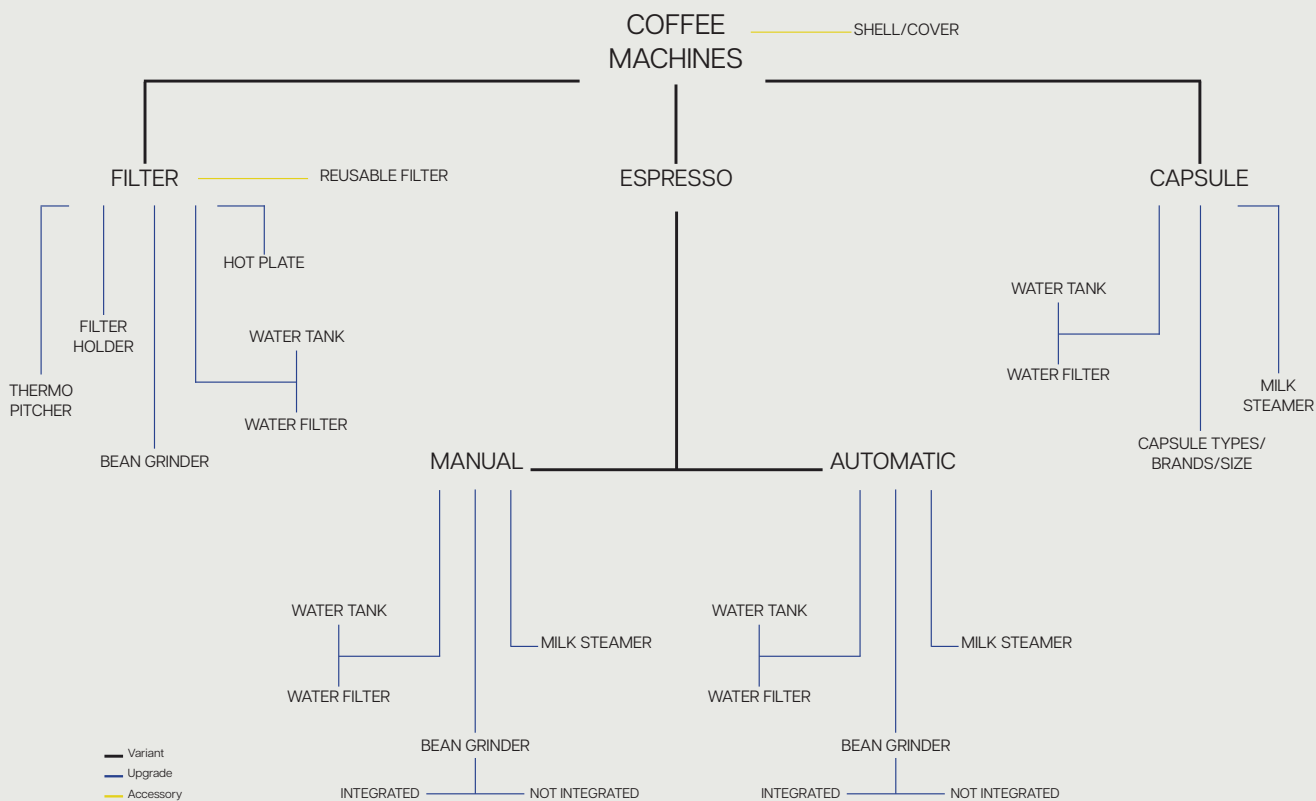 COFFEE
MACHINES
SHELL/COVER
FILTER
REUSABLE FILTER
ESPRESSO
CAPSULE
HOT PLATE
FILTER
HOLDER
WATER TANK
WATER FILTER
THERMO
PITCHER
BEAN GRINDER
WATER TANK
WATER FILTER
MILK
STEAMER
CAPSULE TYPES/
BRANDS/SIZE
MANUAL
AUTOMATIC
WATER TANK
WATER FILTER
MILK STEAMER
BEAN GRINDER
INTEGRATED
NOT INTEGRATED
WATER TANK
WATER FILTER
MILK STEAMER
BEAN GRINDER
INTEGRATED
NOT INTEGRATED
Variant
Upgrade
Accessory